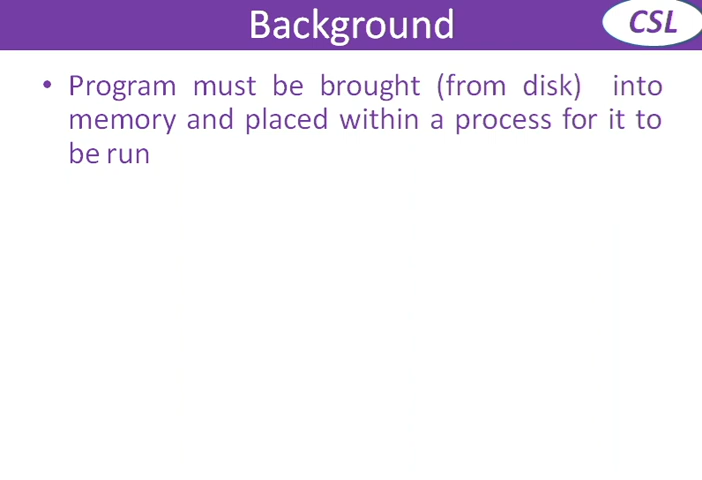 Background
CSL
• Program must be brought (from disk) into
memory and placed within a process for it to
be run